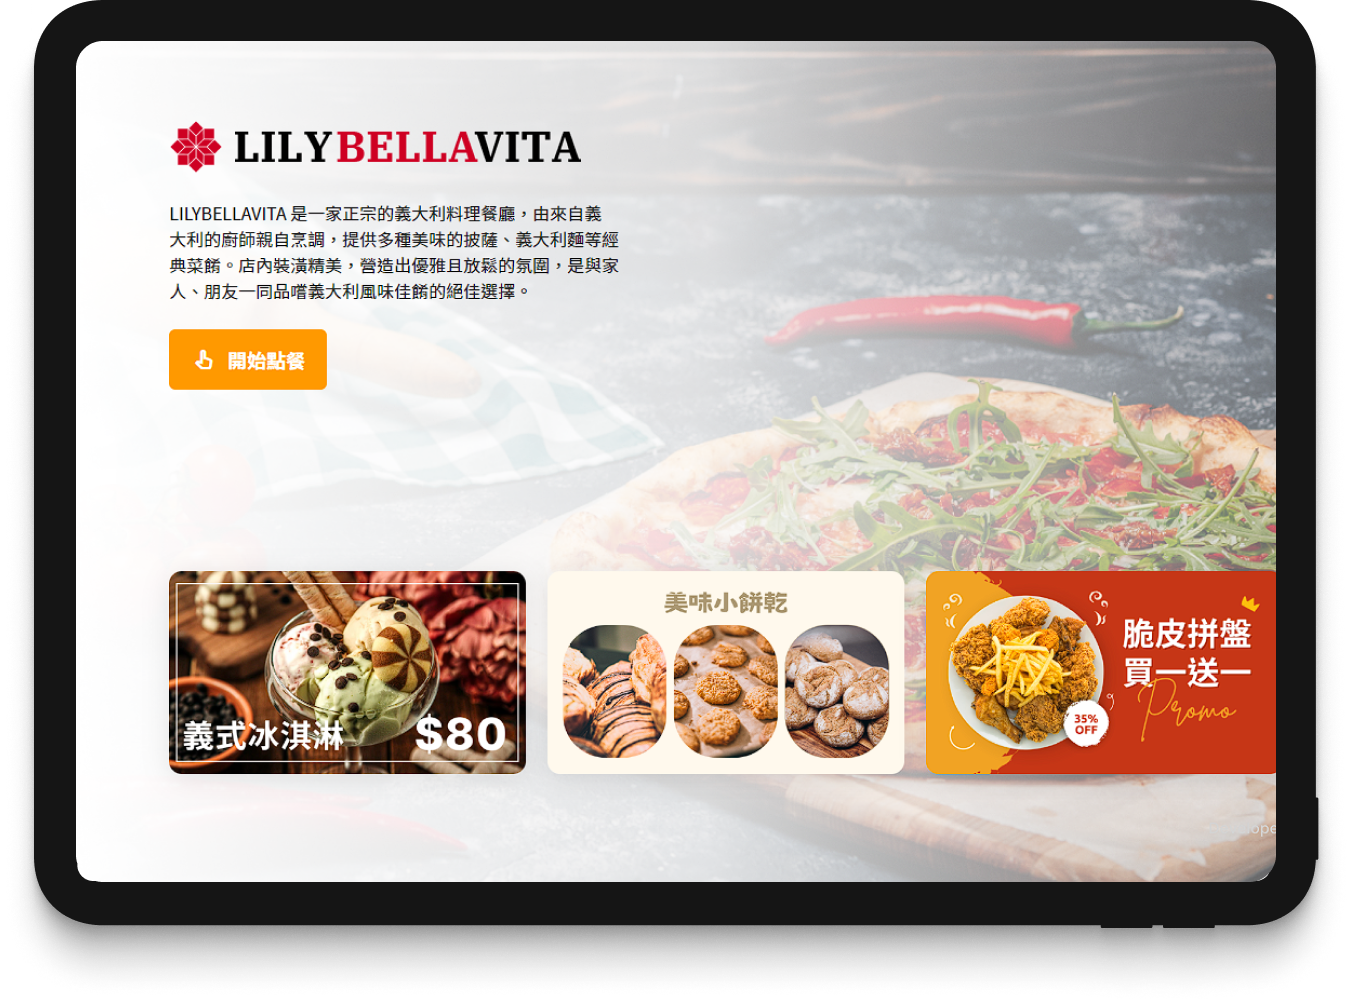 LILYBELLAVITA
LILYBELLAVITA 是一家正宗的義大利料理餐廳，由來自義
大利的廚師親自烹調，提供多種美味的披薩、義大利麵等經
典菜餚。店內裝潢精美，營造出優雅且放鬆的氛圍，是與家
人、朋友一同品嚐義大利風味佳餚的絕佳選擇。
開始點餐
義式冰淇淋 $80
美味小餅乾
脆皮拼盤
買一送一
Promo
35%
OFF